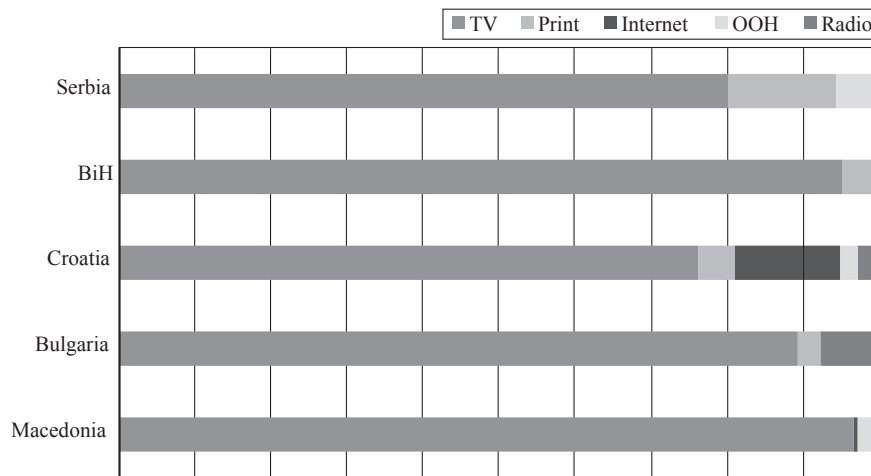 TV Print Internet OOH Radio
Serbia
BiH
Croatia
Bulgaria
Macedonia